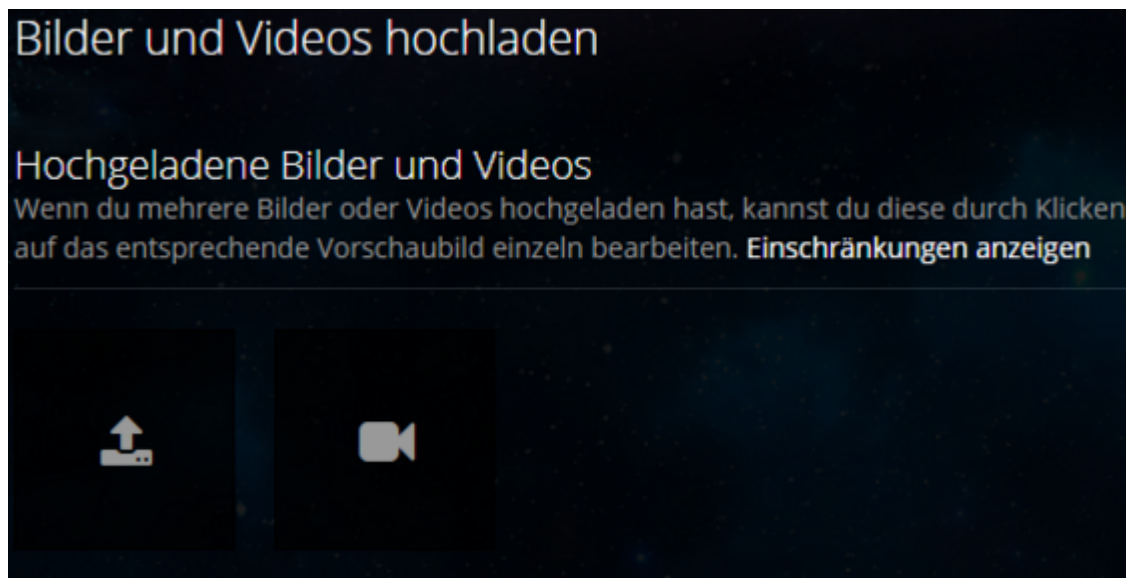 Bilder und Videos hochladen
Hochgeladene Bilder und Videos
Wenn du mehrere Bilder oder Videos hochgeladen hast, kannst du diese durch Klicken
auf das entsprechende Vorschaubild einzeln bearbeiten. Einschränkungen anzeigen